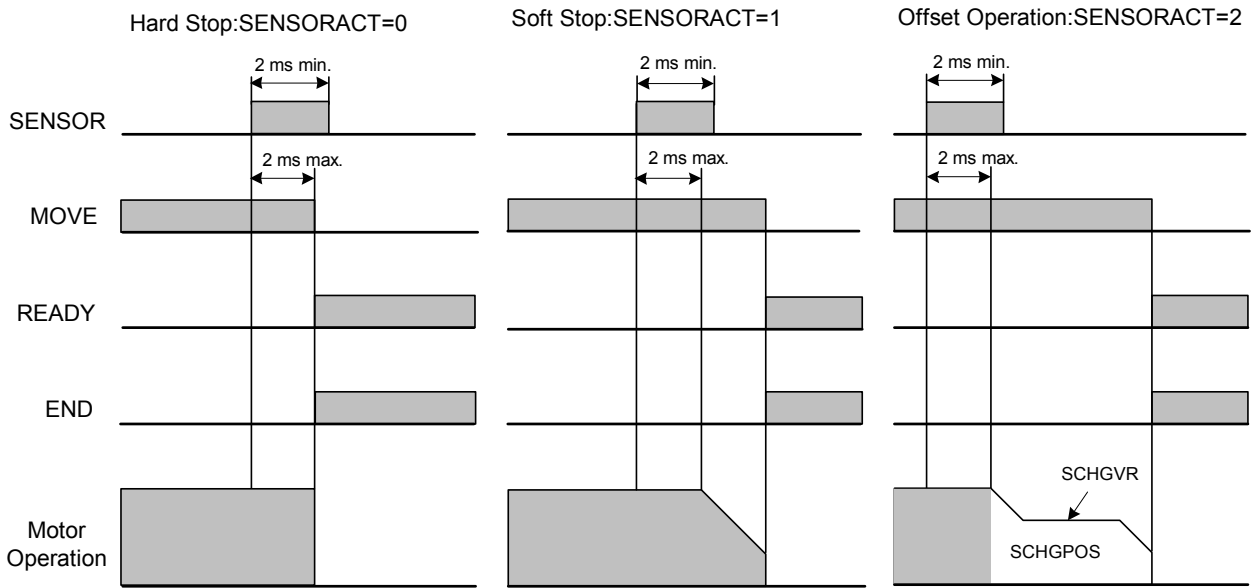 Hard Stop:SENSORACT=0
Soft Stop:SENSORACT=1
Offset Operation:SENSORACT=2
2 ms min.
2 ms min.
2 ms min.
SENSOR
2 ms max.
2 ms max.
2 ms max.
MOVE
READY
END
SCHGVR
Motor
Operation
SCHGPOS